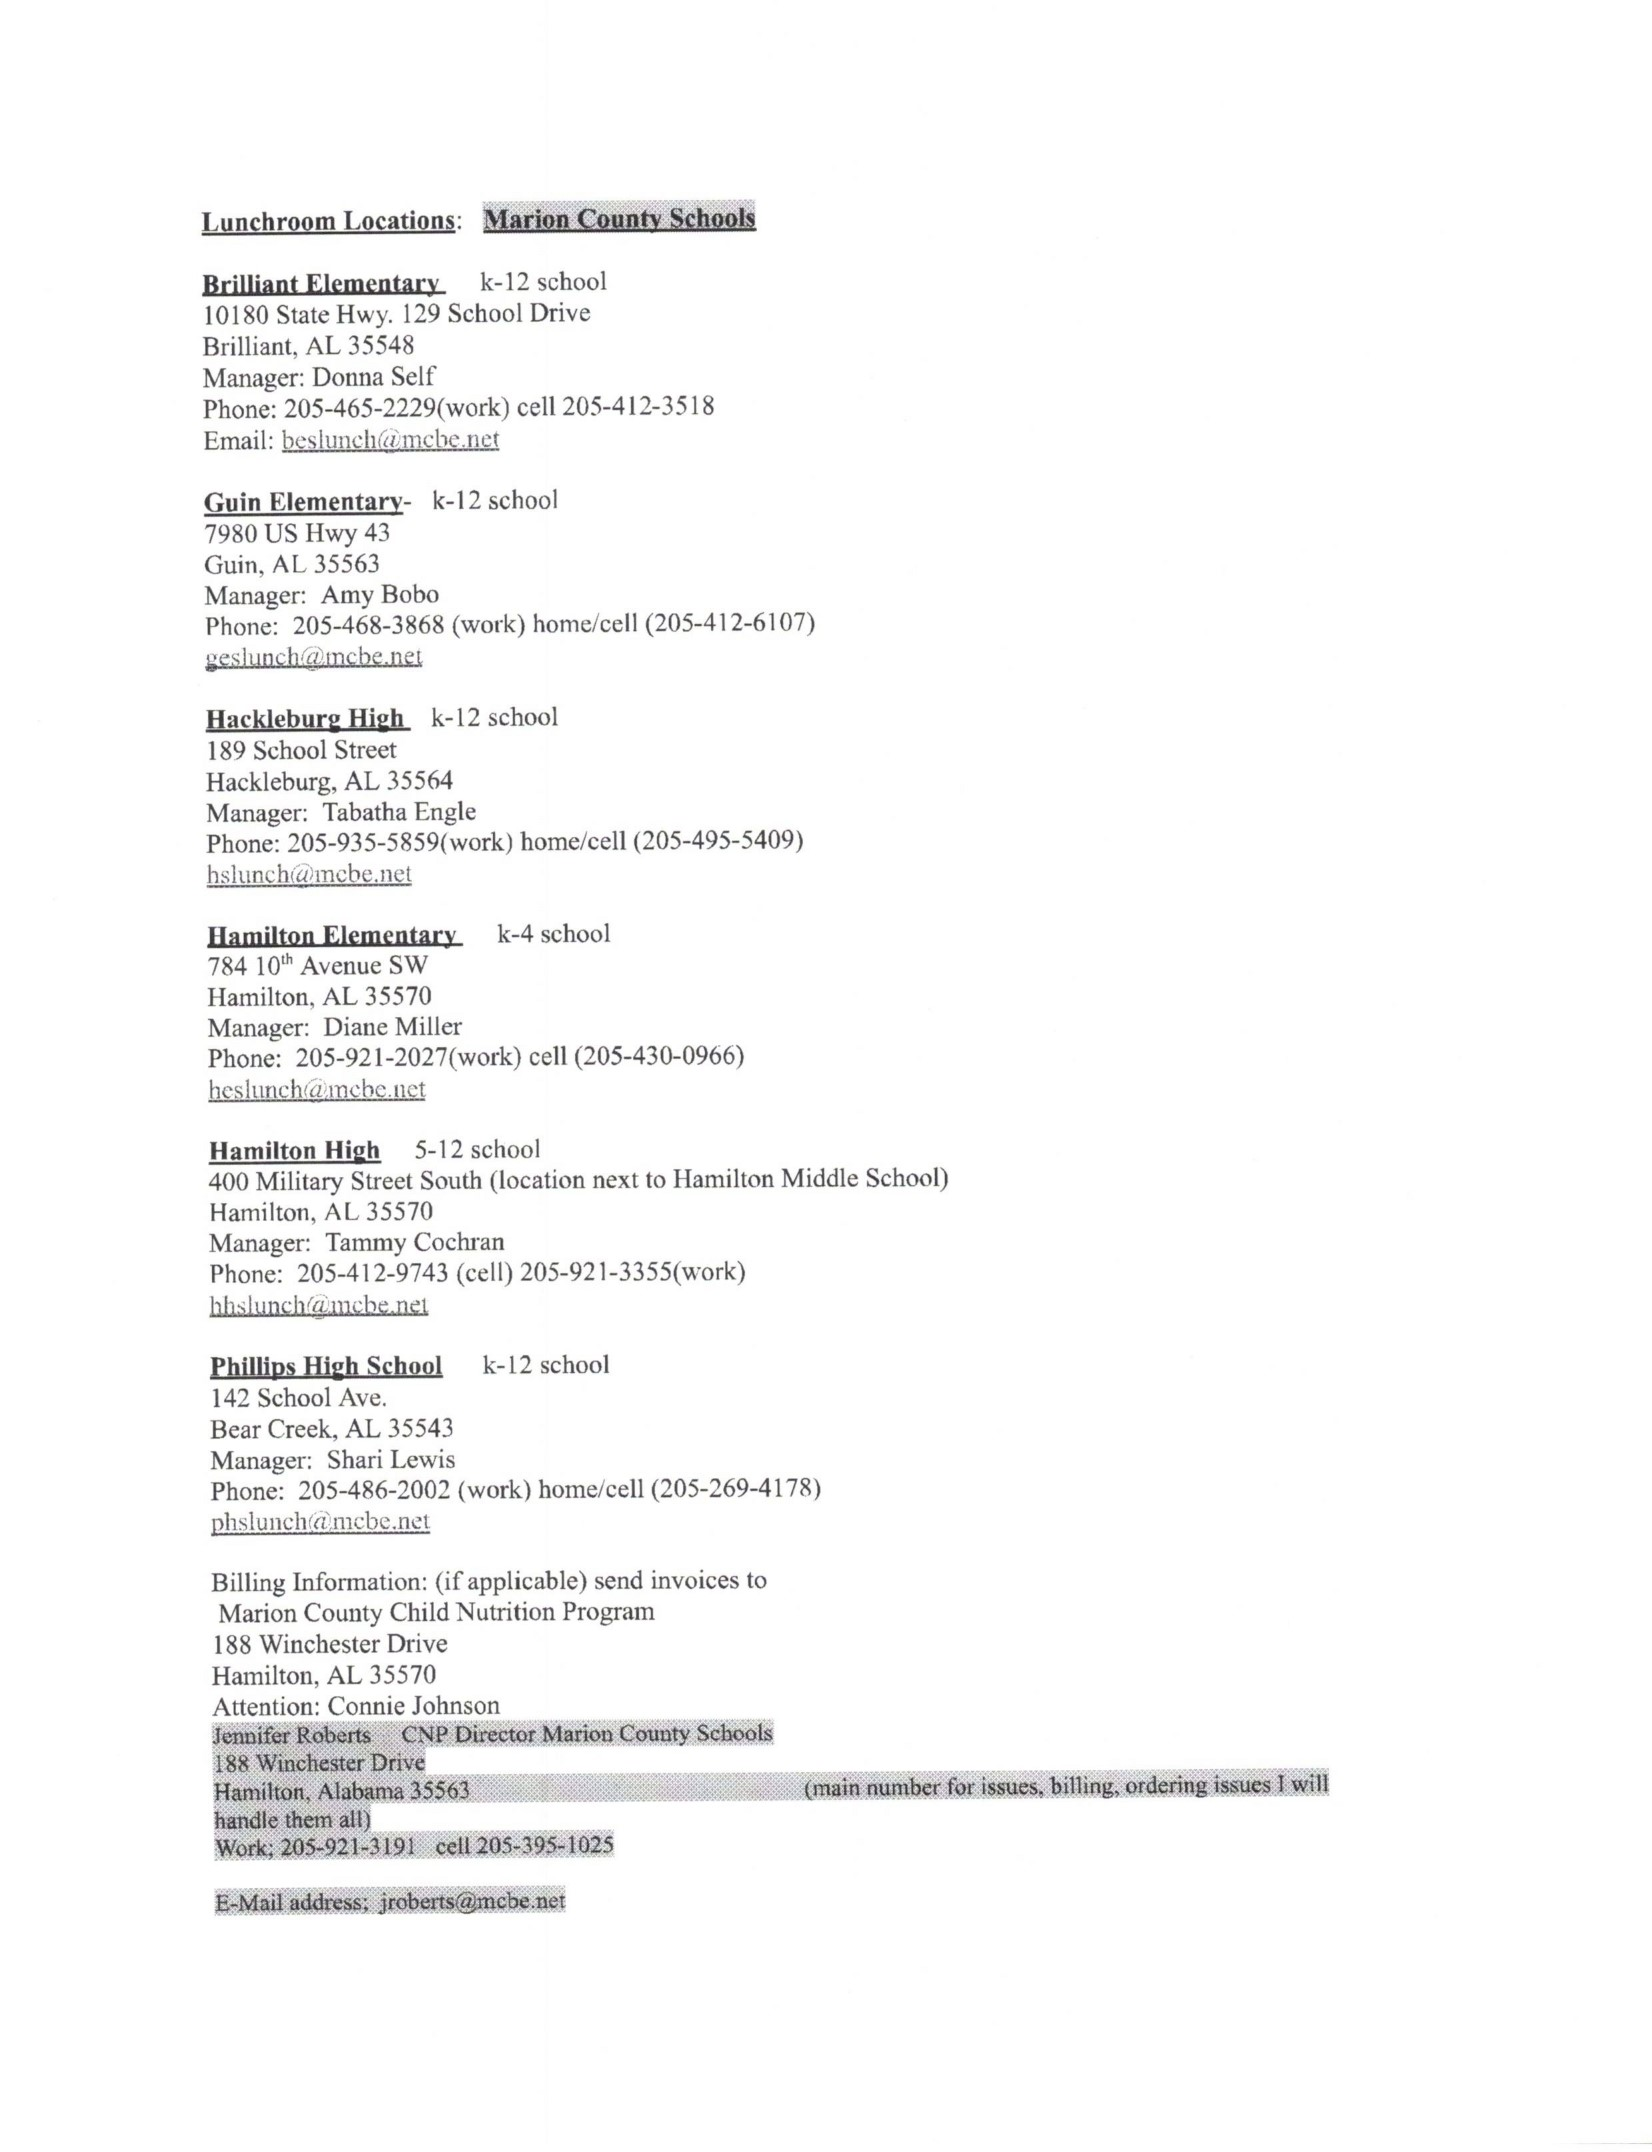 Lunchroom Locations: Marion County Schools
Brilliant Elementary k-12 school
10180 State Hwy. 129 School Drive
Brilliant, AL 35548
Manager: Donna Self
Phone: 205-465-2229(work) cell 205-412-3518
Email: beslunch@mcbe.net
Guin Elementary- k-12 school
7980 US Hwy 43
Guin, AL 35563
Manager: Amy Bobo
Phone: 205-468-3868 (work) home/cell (205-412-6107)
geslunch@mcbe.net
Hackleburg High k-12 school
189 School Street
Hackleburg, AL 35564
Manager: Tabatha Engle
Phone: 205-935-5859(work) home/cell (205-495-5409)
hslunch@mcbe.net
Hamilton Elementary k-4 school
784 10th Avenue SW
Hamilton, AL 35570
Manager: Diane Miller
Phone: 205-921-2027(work) cell (205-430-0966)
heslunch@mcbe.net
Hamilton High 5-12 school
400 Military Street South (location next to Hamilton Middle School)
Hamilton, AL 35570
Manager: Tammy Cochran
Phone: 205-412-9743 (cell) 205-921-3355(work)
hhslunch@mcbe.net
Phillips High School k-12 school
142 School Ave.
Bear Creek, AL 35543
Manager: Shari Lewis
Phone: 205-486-2002 (work) home/cell (205-269-4178)
phslunch@mcbe.net
Billing Information: (if applicable) send invoices to
Marion County Child Nutrition Program
188 Winchester Drive
Hamilton, AL 35570
Attention: Connie Johnson
Jennifer Roberts CNP Director Marion County Schools
188 Winchester Drive
Hamilton, Alabama 35563 (main number for issues, billing, ordering issues I will
handle them all)
Work; 205-921-3191 cell 205-395-1025
E-Mail address; jroberts@mcbe.net